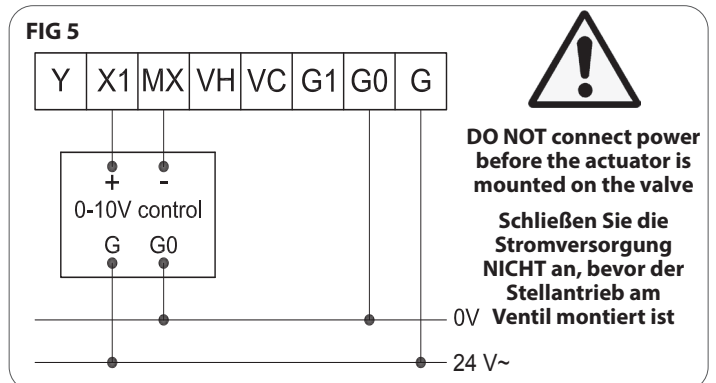 FIG 5
Y X1 MX VH VC G1 G0 G
DO NOT connect power
before the actuator is
mounted on the valve
+ -
0-10V control
G G0
Schließen Sie die
Stromversorgung
NICHT an, bevor der
Stellantrieb am
Ventil montiert ist
0V
24 V~